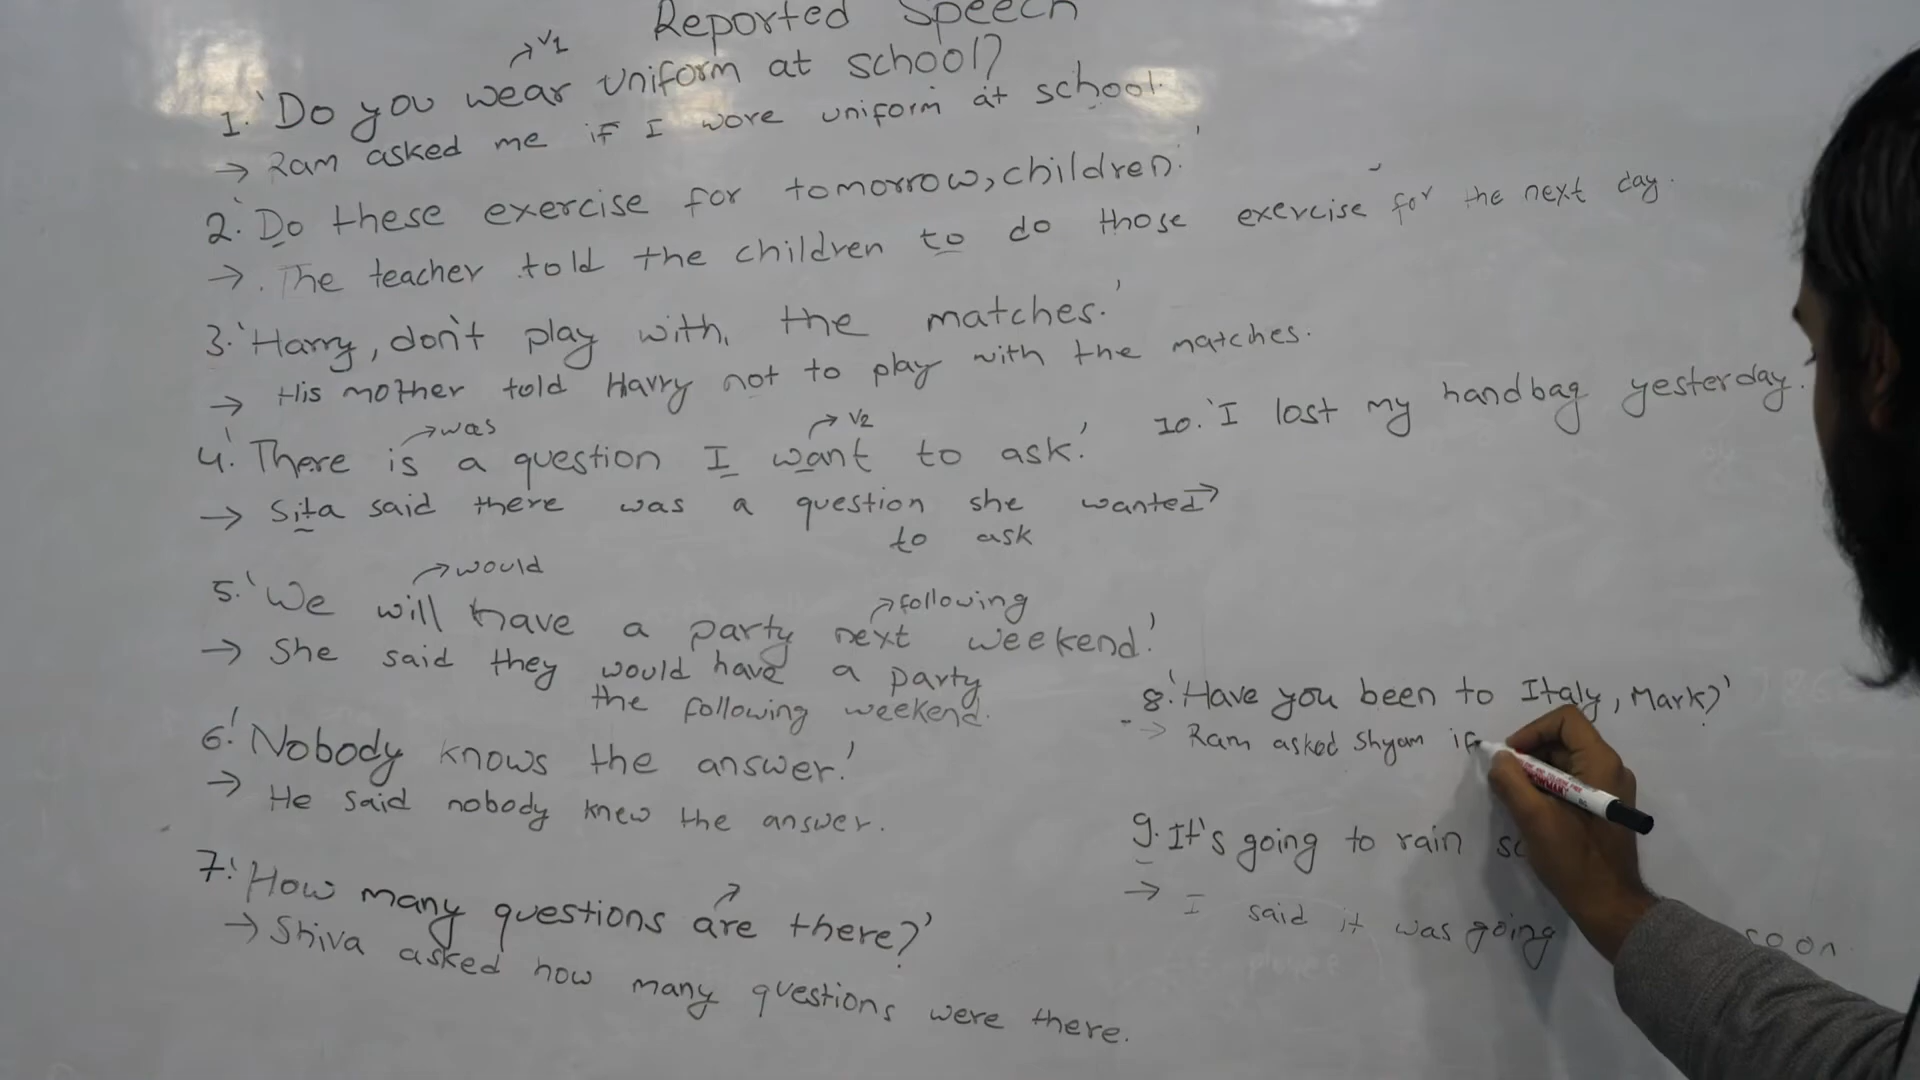 Reported Speech
→ V1
1. 'Do you wear uniform at school?
→ Ram asked me if I wore uniform at school.
2. 'Do these exercise for tomorrow, children.'
→ The teacher told the children to do those exercise for the next day.
3. 'Harry, don't play with the matches.'
→ His mother told Harry not to play with the matches.
→ was → V2
4. 'There is a question I want to ask.'
→ Sita said there was a question she wanted →
to ask
→ would
→ following
5. 'We will have a party next weekend.'
→ She said they would have a party
the following weekend.
6. 'Nobody knows the answer.'
→ He said nobody knew the answer.
7. 'How many questions are there?'
→ Shiva asked how many questions were there.
8. 'Have you been to Italy, Mark?'
→ Ram asked Shyam if
9. It's going to rain
→ I said it was going soon
10. 'I lost my handbag yesterday.'